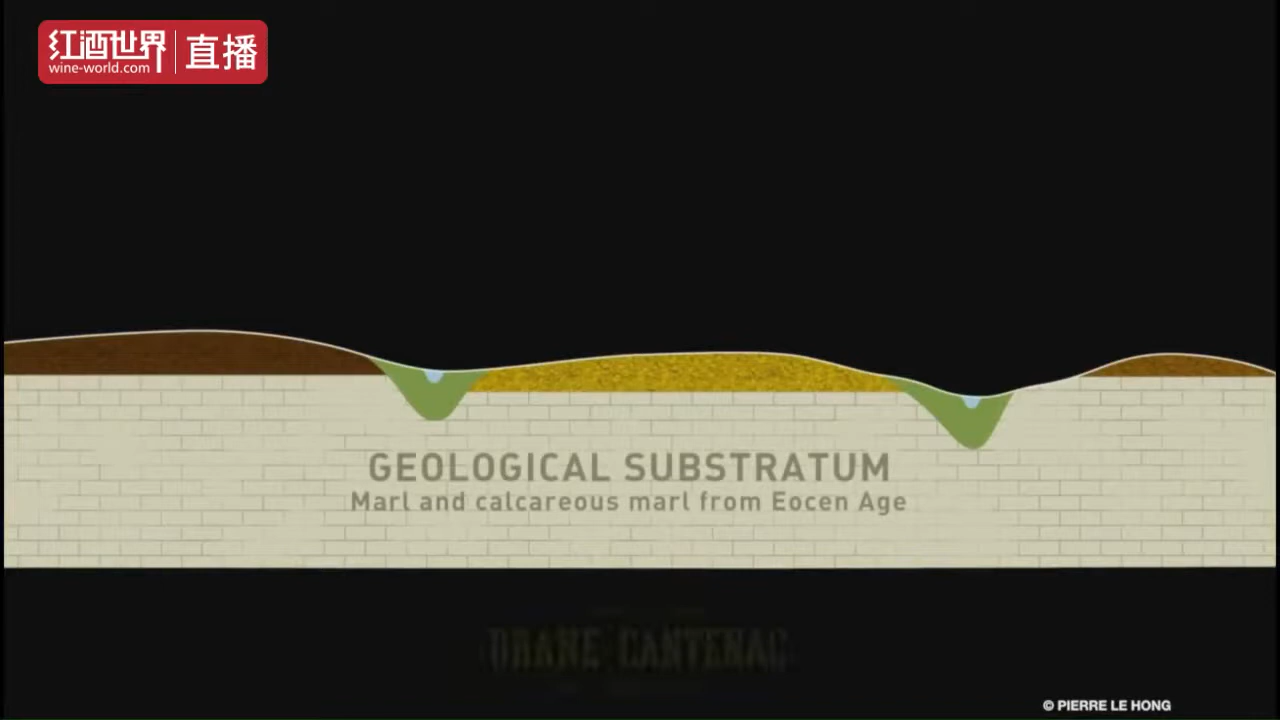 红酒世界 直播
wine-world.com
GEOLOGICAL SUBSTRATUM
Marl and calcareous marl from Eocen Age
BRANE-CANTENAC
© PIERRE LE HONG